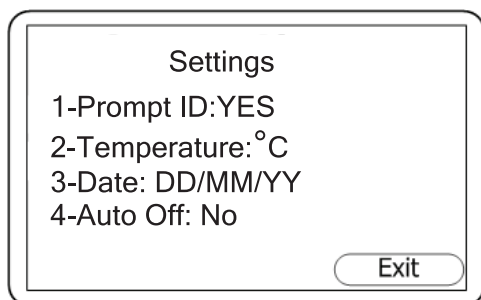 Settings
1-Prompt ID:YES
2-Temperature:°C
3-Date: DD/MM/YY
4-Auto Off: No
Exit